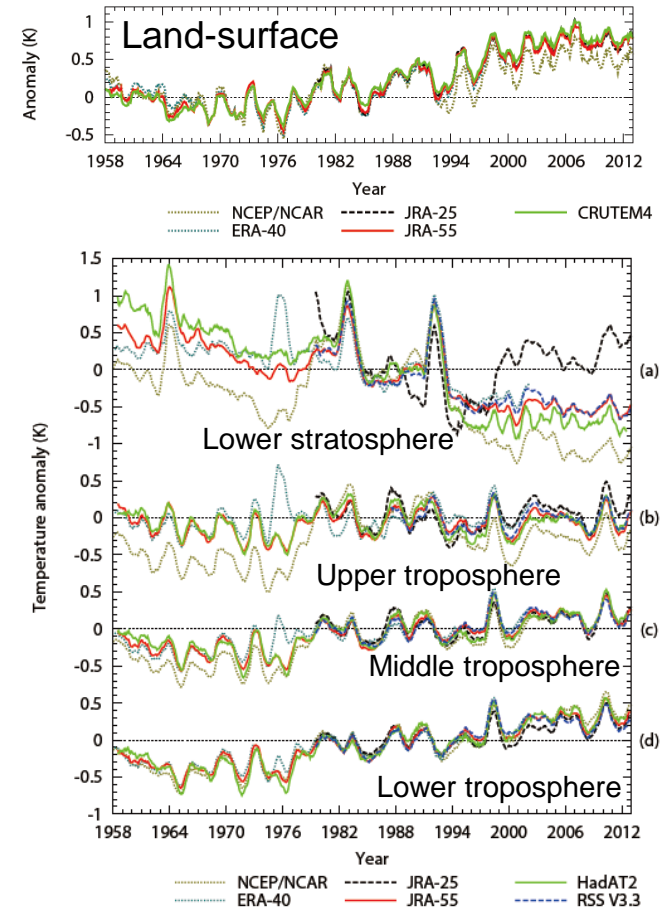 Land-surface
Anomaly (K)
1
0.5
0
-0.5
1958 1964 1970 1976 1982 1988 1994 2000 2006 2012
Year
NCEP/NCAR JRA-25 CRUTEM4
ERA-40 JRA-55
Temperature anomaly (K)
1.5
1
0.5
0 (a)
-0.5
Lower stratosphere
-1
0.5
0 (b)
-0.5
Upper troposphere
0.5
0 (c)
-0.5
Middle troposphere
0.5
0 (d)
-0.5
Lower troposphere
-1
1958 1964 1970 1976 1982 1988 1994 2000 2006 2012
Year
NCEP/NCAR JRA-25 HadAT2
ERA-40 JRA-55 RSS V3.3